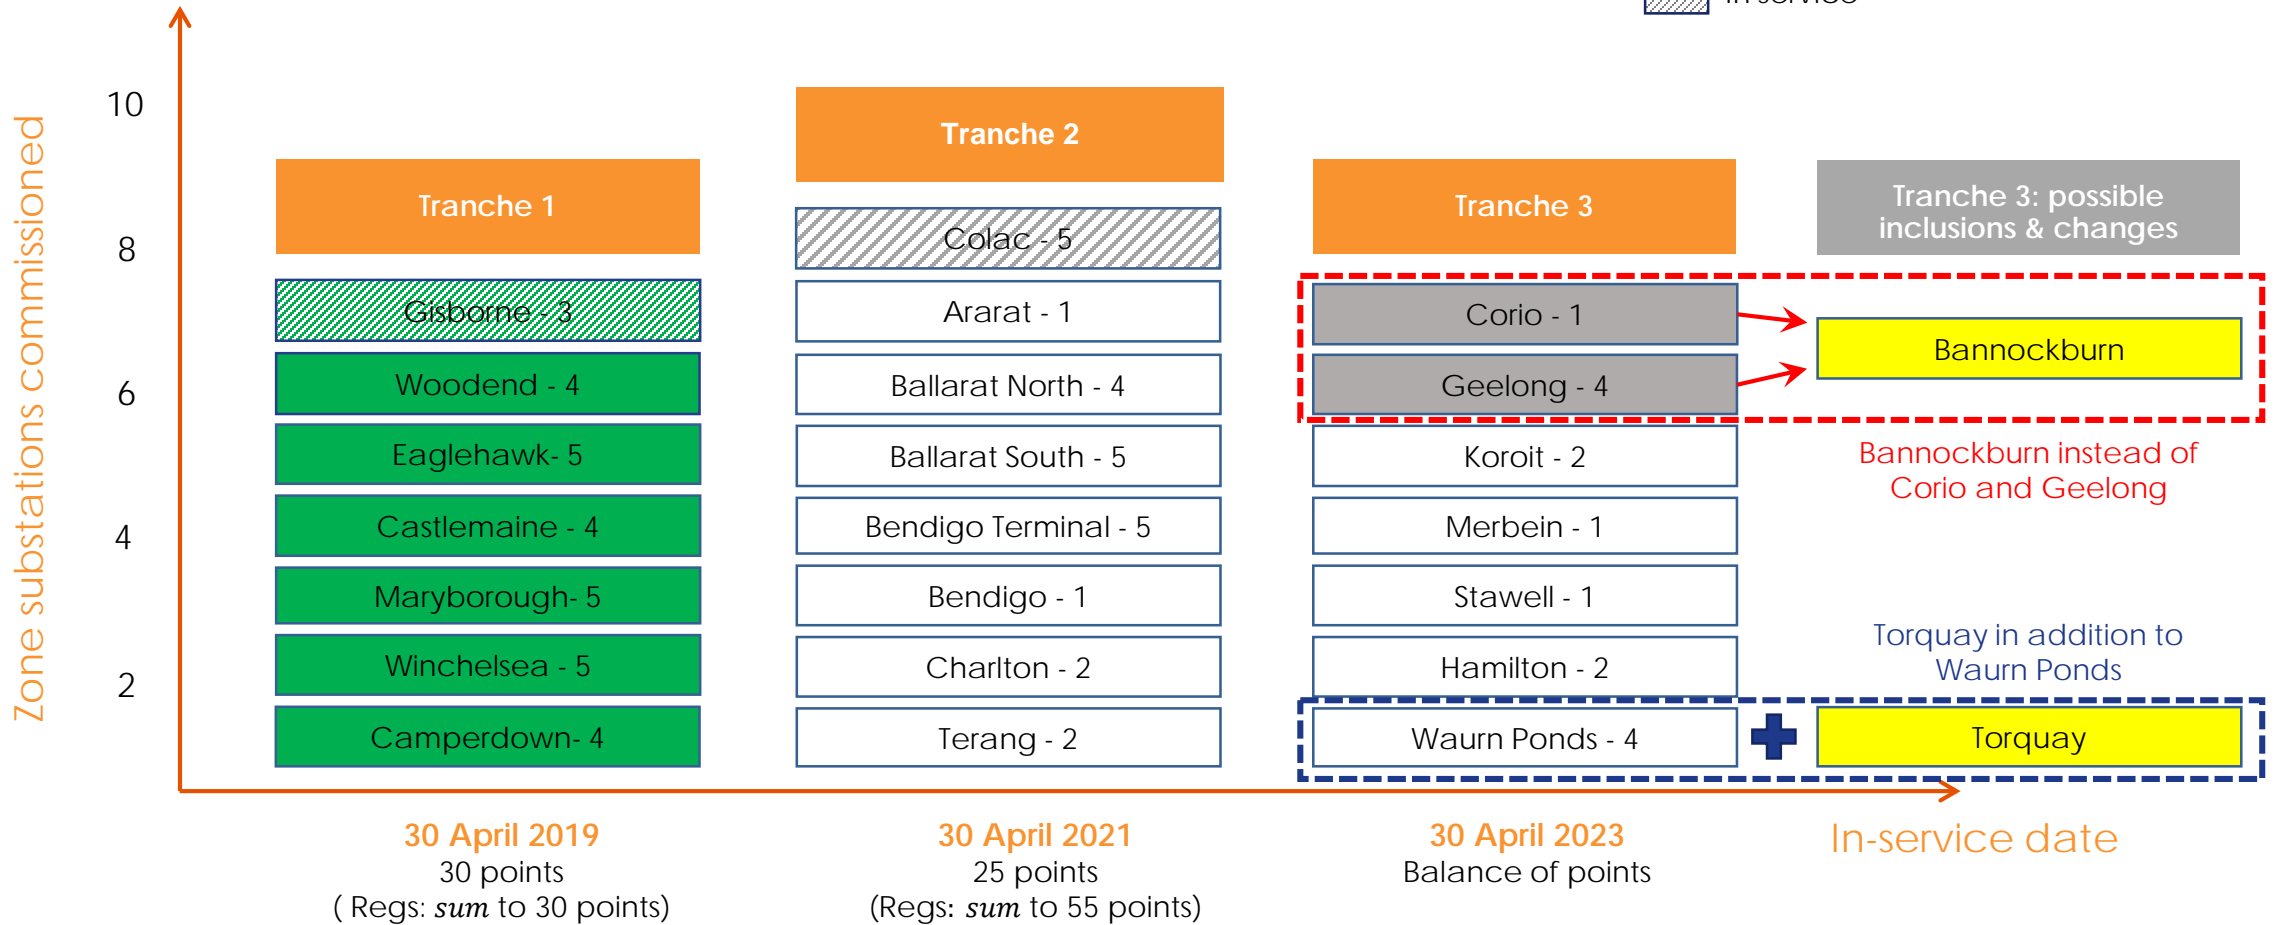 In service
Zone substations commissioned
10
8
6
4
2
Tranche 1
Gisborne - 3
Woodend - 4
Eaglehawk- 5
Castlemaine - 4
Maryborough- 5
Winchelsea - 5
Camperdown- 4
Tranche 2
Colac - 5
Ararat - 1
Ballarat North - 4
Ballarat South - 5
Bendigo Terminal - 5
Bendigo - 1
Charlton - 2
Terang - 2
Tranche 3
Corio - 1
Geelong - 4
Koroit - 2
Merbein - 1
Stawell - 1
Hamilton - 2
Waurn Ponds - 4
Tranche 3: possible
inclusions & changes
Bannockburn
Bannockburn instead of
Corio and Geelong
Torquay in addition to
Waurn Ponds
Torquay
30 April 2019
30 points
( Regs: sum to 30 points)
30 April 2021
25 points
(Regs: sum to 55 points)
30 April 2023
Balance of points
In-service date